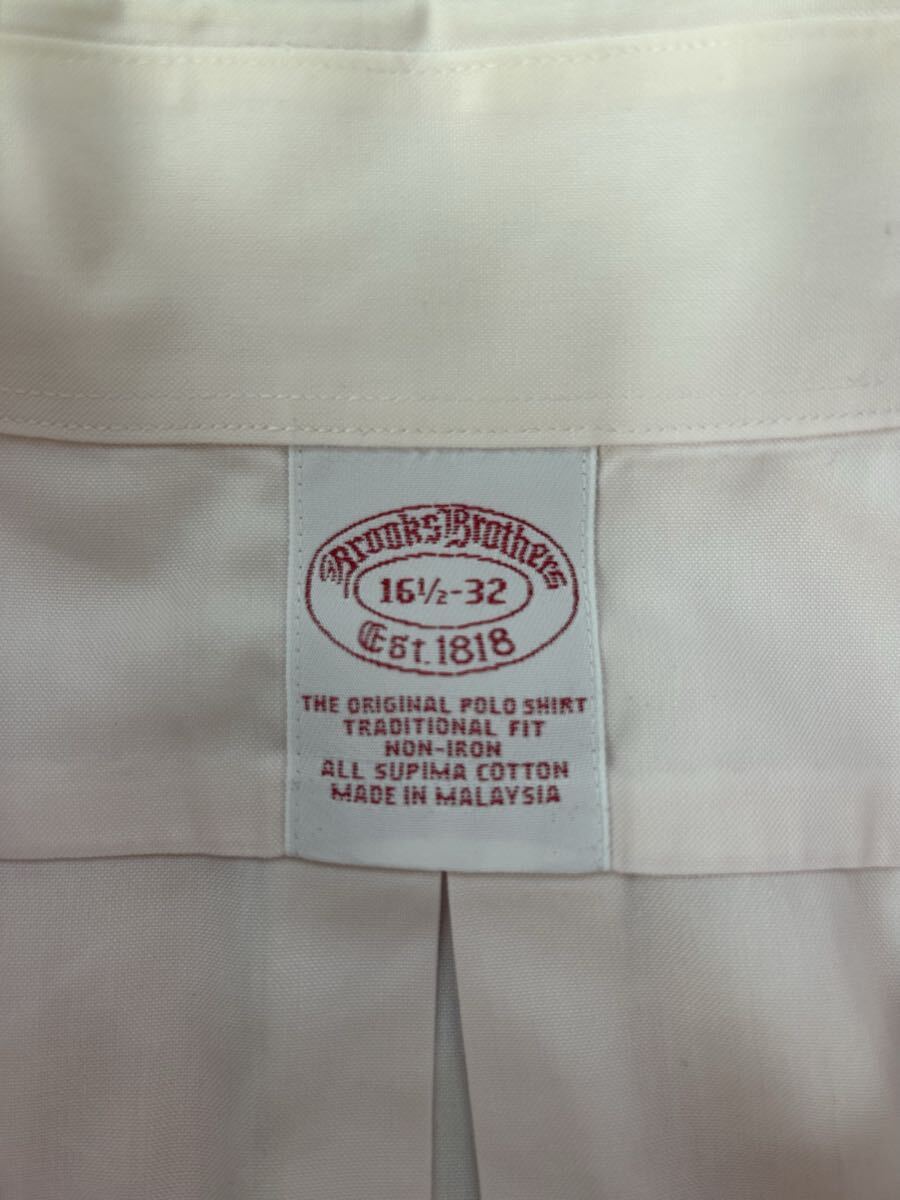 Brooks Brothers
16½-32
Est. 1818
THE ORIGINAL POLO SHIRT
TRADITIONAL FIT
NON-IRON
ALL SUPIMA COTTON
MADE IN MALAYSIA